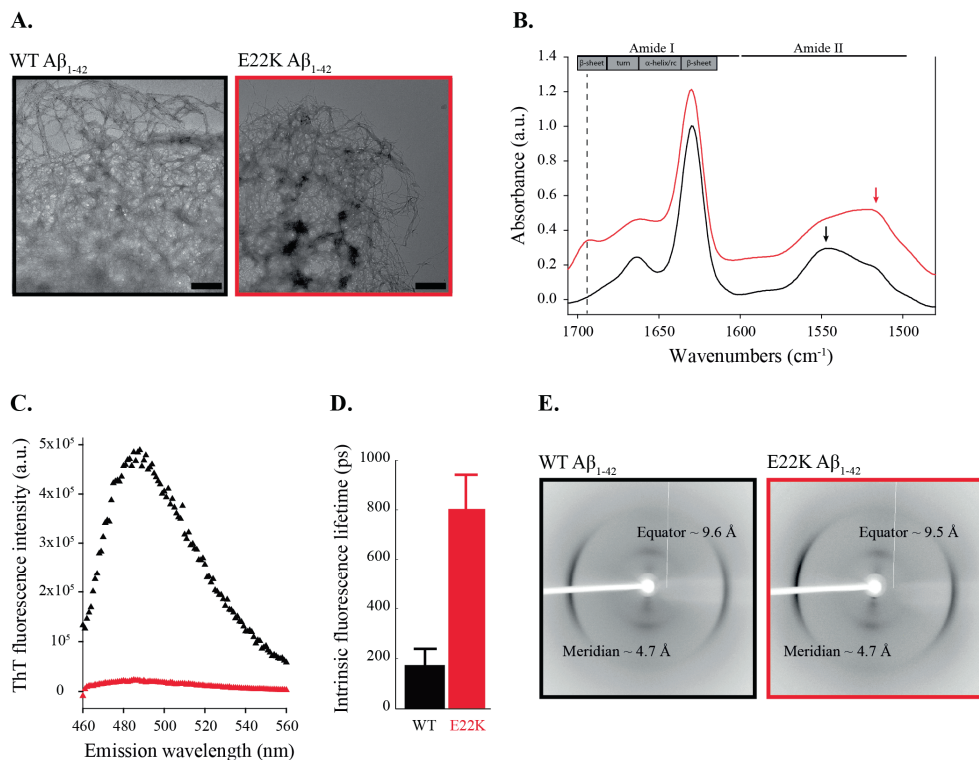 A.
WT Aβ1-42
E22K Aβ1-42
B.
Amide I
Amide II
β-sheet turn α-helix/rc β-sheet
Absorbance (a.u.)
1.4
1.2
1.0
0.8
0.6
0.4
0.2
0.0
1700 1650 1600 1550 1500
Wavenumbers (cm-1)
C.
ThT fluorescence intensity (a.u.)
5x10⁵
4x10⁵
3x10⁵
2x10⁵
10⁵
0
460 480 500 520 540 560
Emission wavelength (nm)
D.
Intrinsic fluorescence lifetime (ps)
1000
800
600
400
200
0
WT E22K
E.
WT Aβ1-42
Equator ~ 9.6 Å
Meridian ~ 4.7 Å
E22K Aβ1-42
Equator ~ 9.5 Å
Meridian ~ 4.7 Å